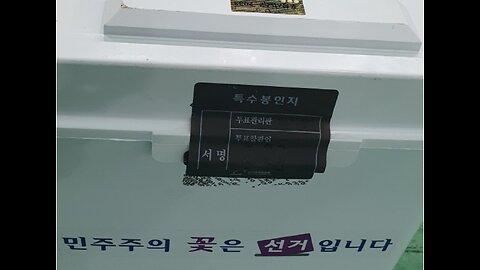 특수봉인지
투표관리관
투표참관인
서명
민주주의 꽃은 선거입니다